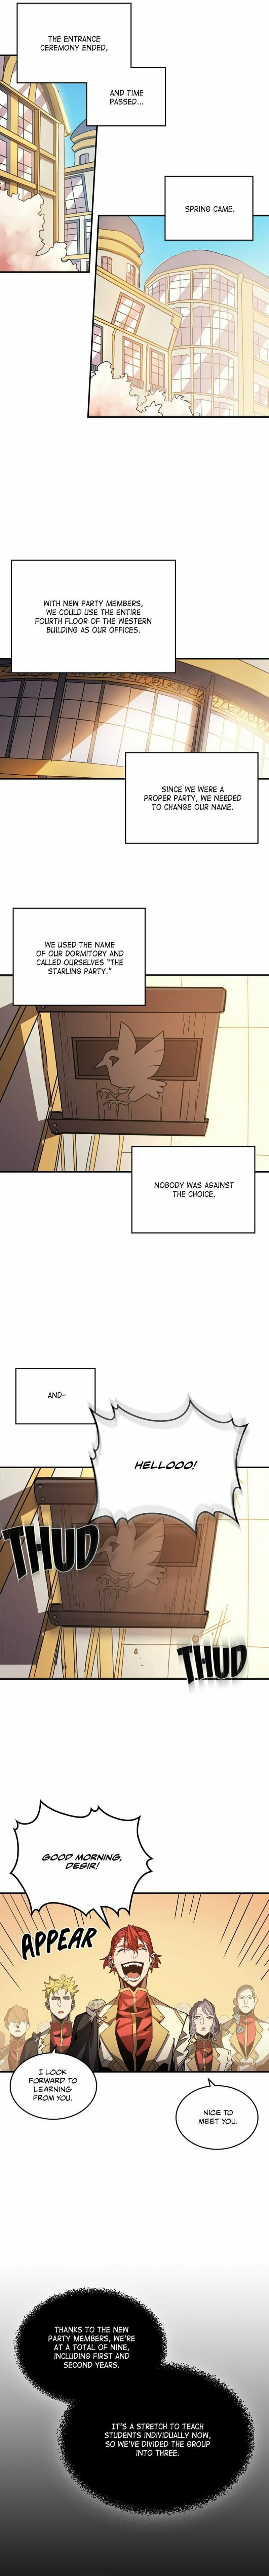 THE ENTRANCE
CEREMONY ENDED,
AND TIME
PASSED...
SPRING CAME.
WITH NEW PARTY MEMBERS,
WE COULD USE THE ENTIRE
FOURTH FLOOR OF THE WESTERN
BUILDING AS OUR OFFICES.
SINCE WE WERE A
PROPER PARTY, WE NEEDED
TO CHANGE OUR NAME.
WE USED THE NAME
OF OUR DORMITORY AND
CALLED OURSELVES "THE
STARLING PARTY."
NOBODY WAS AGAINST
THE CHOICE.
AND-
HELLOOO!
THUD
THUD
GOOD MORNING,
DESIR!
APPEAR
I LOOK
FORWARD TO
LEARNING
FROM YOU.
NICE TO
MEET YOU.
THANKS TO THE NEW
PARTY MEMBERS, WE'RE
AT A TOTAL OF NINE,
INCLUDING FIRST AND
SECOND YEARS.
IT'S A STRETCH TO TEACH
STUDENTS INDIVIDUALLY NOW,
SO WE'VE DIVIDED THE GROUP
INTO THREE.